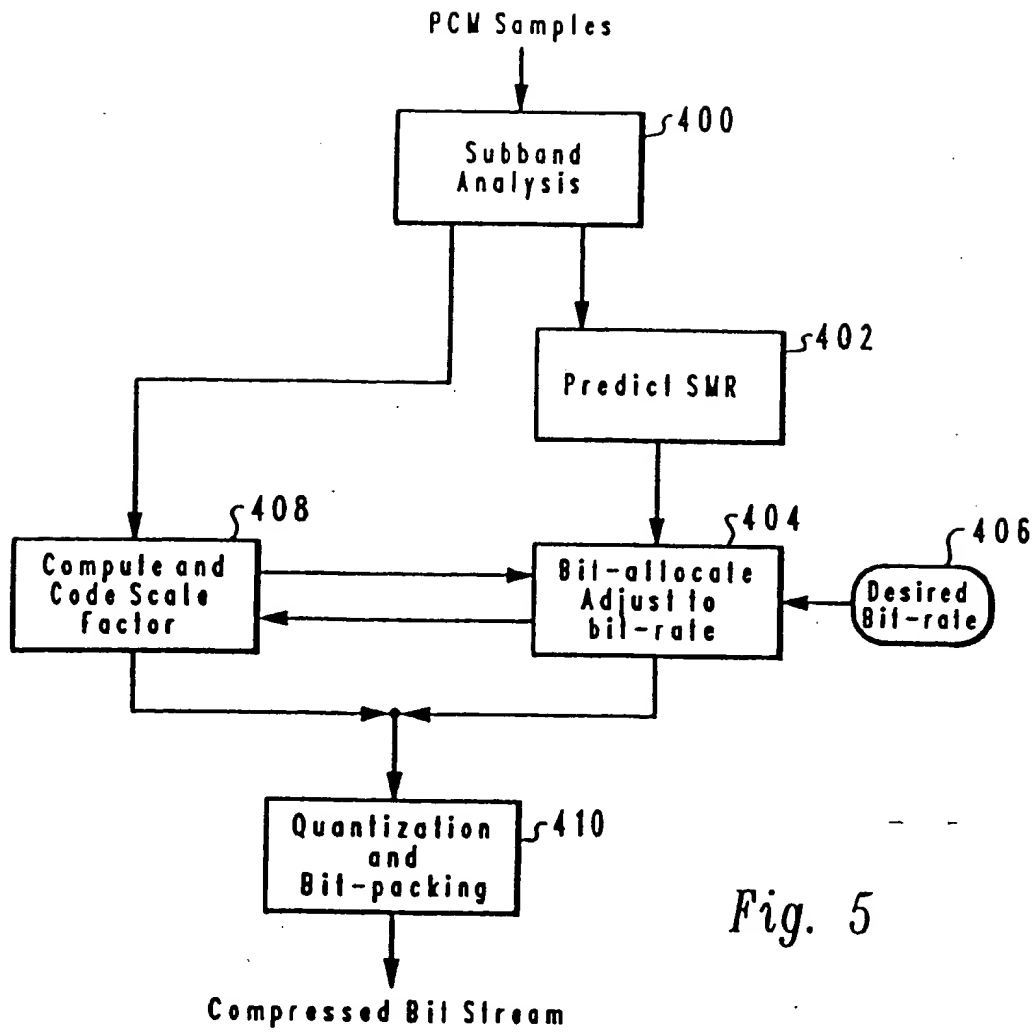 PCM Samples
400
Subband
Analysis
402
Predict SMR
408
404
406
Compute and
Code Scale
Factor
Bit-allocate
Adjust to
bit-rate
Desired
Bit-rate
Quantization
and
Bit-packing
410
Fig. 5
Compressed Bit Stream